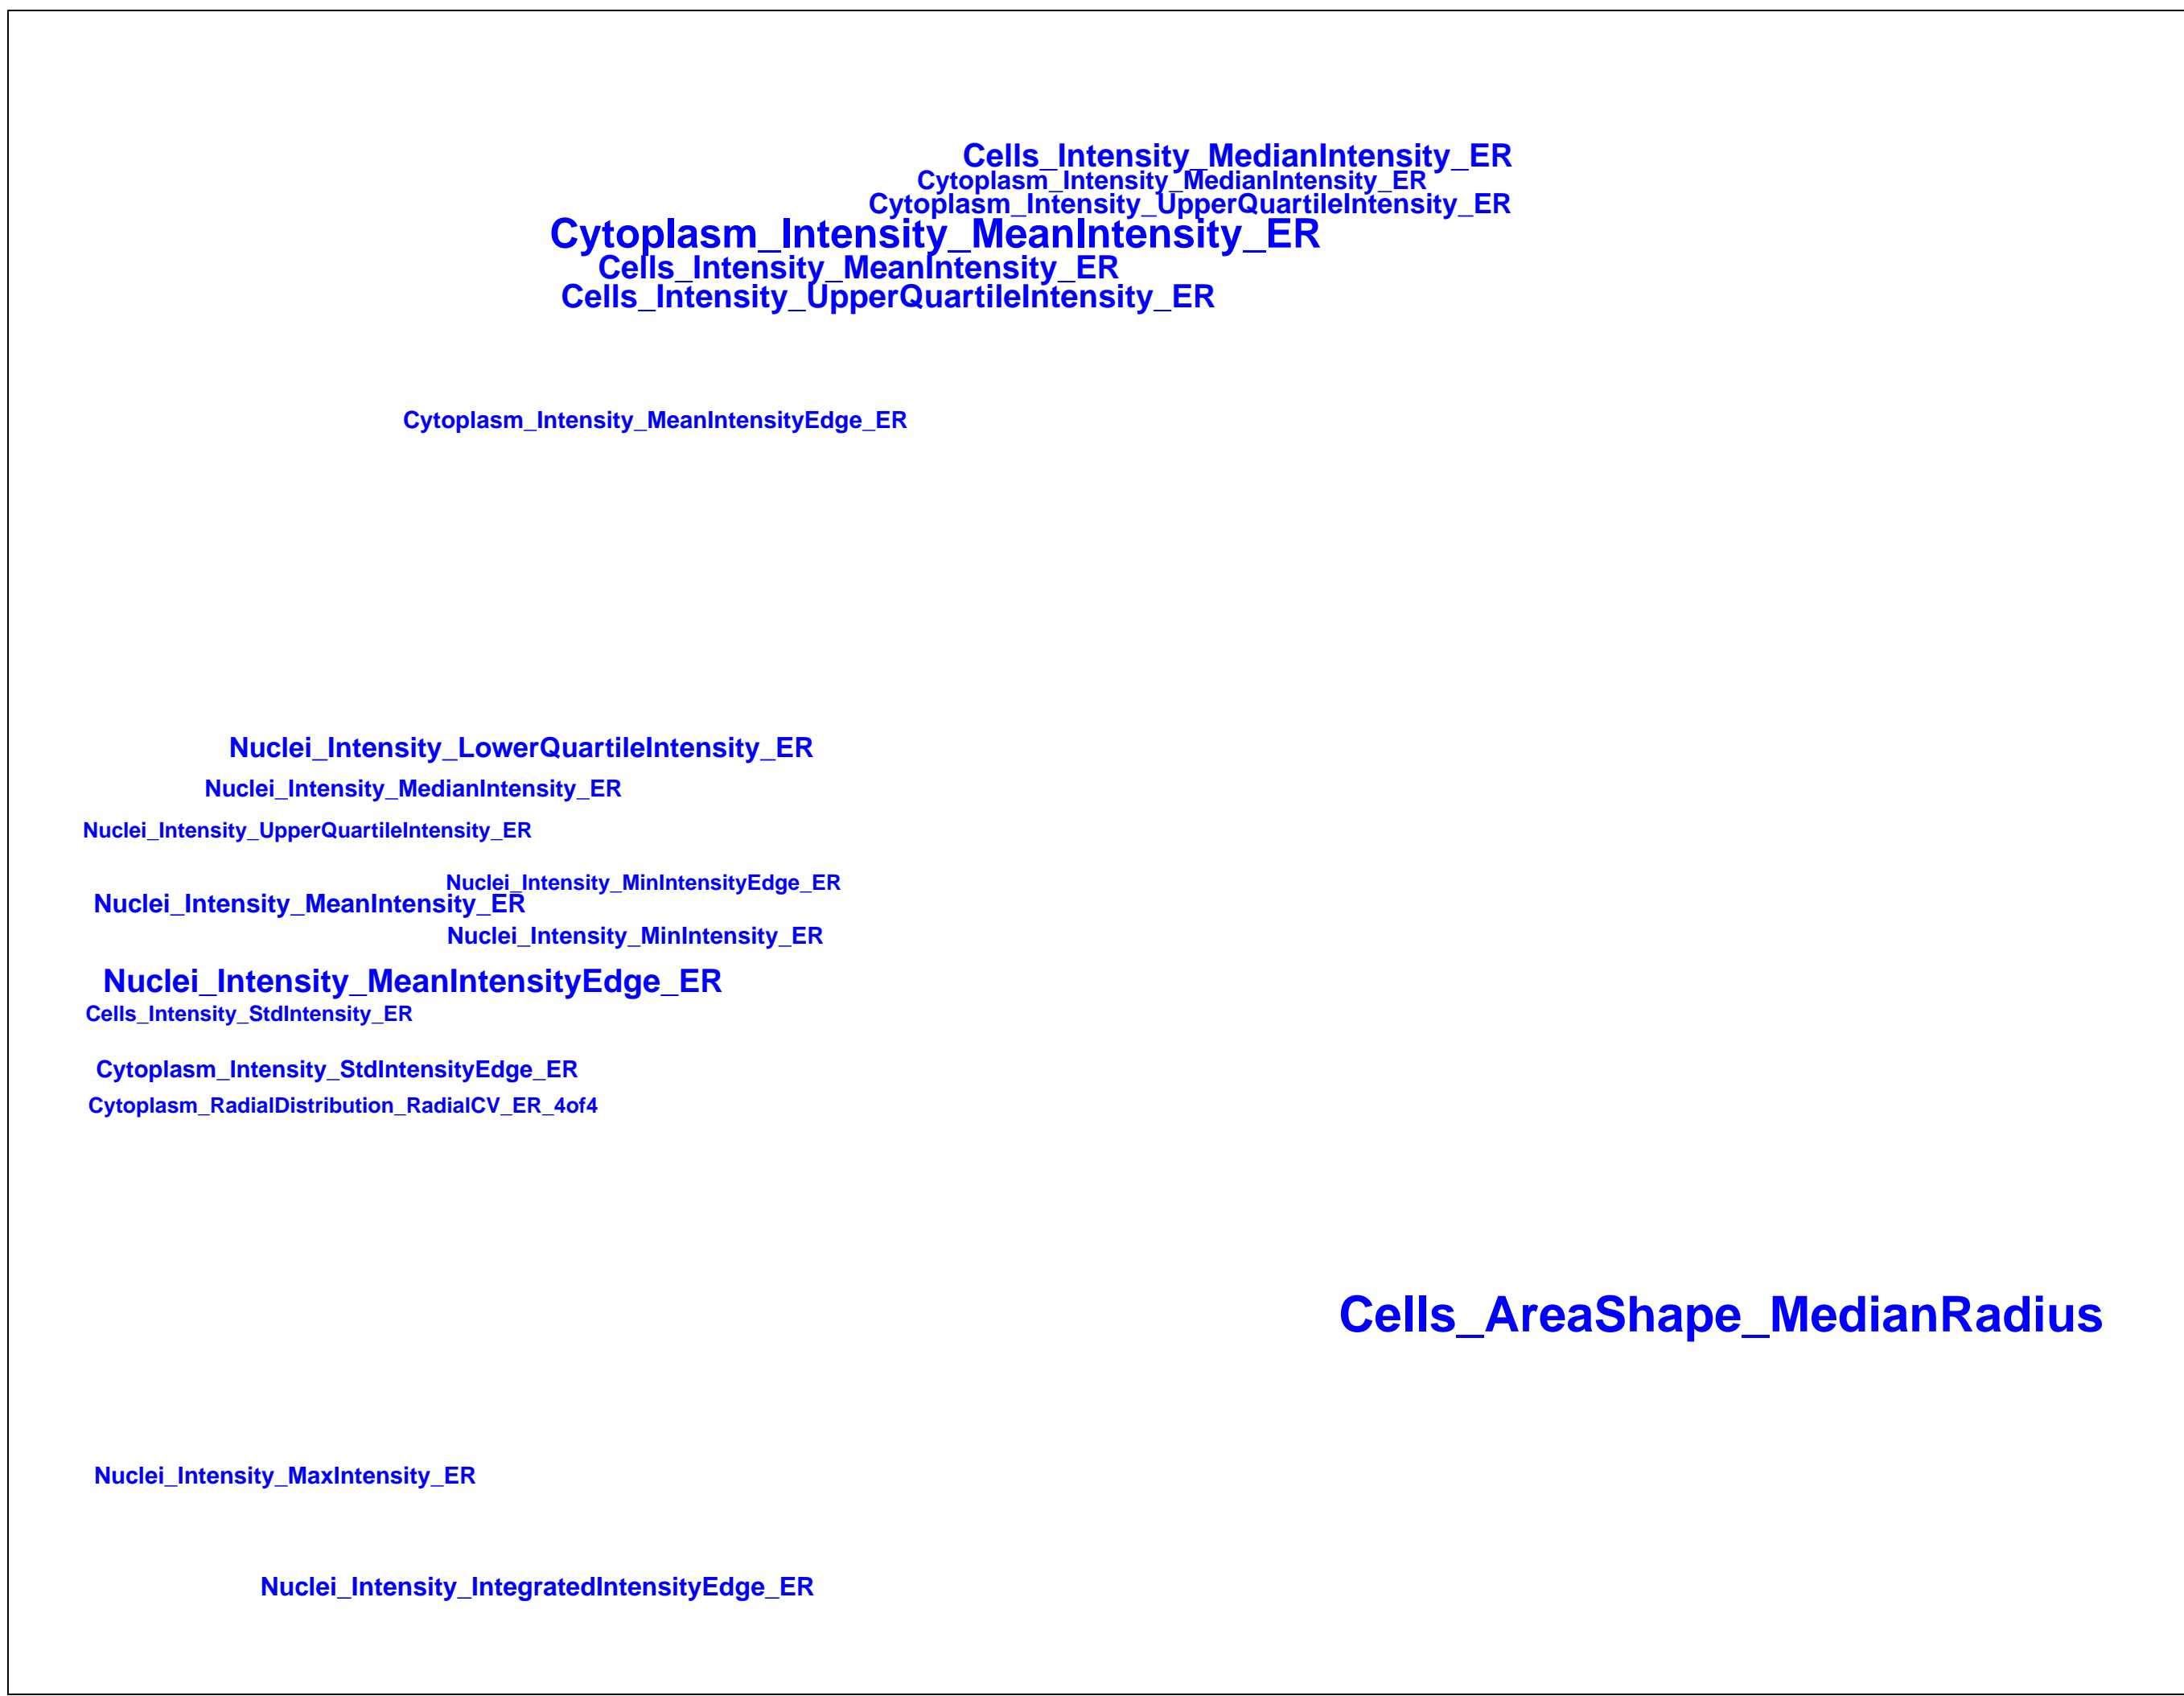 Cells_Intensity_MedianIntensity_ER
Cytoplasm_Intensity_MedianIntensity_ER
Cytoplasm_Intensity_UpperQuartileIntensity_ER
Cytoplasm_Intensity_MeanIntensity_ER
Cells_Intensity_MeanIntensity_ER
Cells_Intensity_UpperQuartileIntensity_ER
Cytoplasm_Intensity_MeanIntensityEdge_ER
Nuclei_Intensity_LowerQuartileIntensity_ER
Nuclei_Intensity_MedianIntensity_ER
Nuclei_Intensity_UpperQuartileIntensity_ER
Nuclei_Intensity_MinIntensityEdge_ER
Nuclei_Intensity_MeanIntensity_ER
Nuclei_Intensity_MinIntensity_ER
Nuclei_Intensity_MeanIntensityEdge_ER
Cells_Intensity_StdIntensity_ER
Cytoplasm_Intensity_StdIntensityEdge_ER
Cytoplasm_RadialDistribution_RadialCV_ER_4of4
Cells_AreaShape_MedianRadius
Nuclei_Intensity_MaxIntensity_ER
Nuclei_Intensity_IntegratedIntensityEdge_ER